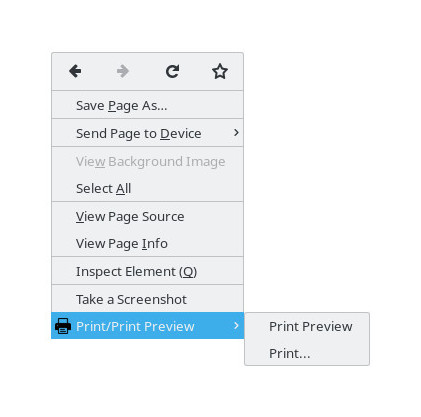 Save Page As...
Send Page to Device
View Background Image
Select All
View Page Source
View Page Info
Inspect Element (Q)
Take a Screenshot
Print/Print Preview
Print Preview
Print...